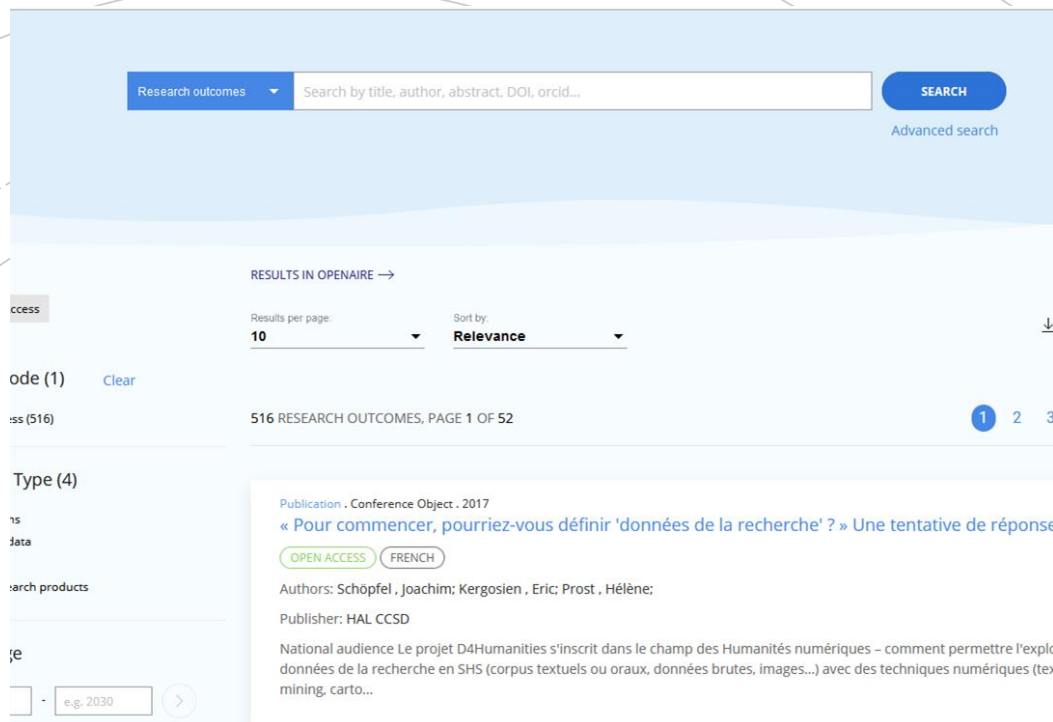 Research outcomes
Search by title, author, abstract, DOI, orcid...
SEARCH
Advanced search
RESULTS IN OPENAIRE →
ccess
Results per page:
10
Sort by:
Relevance
ode (1) Clear
ess (516)
516 RESEARCH OUTCOMES, PAGE 1 OF 52
1 2 3
Type (4)
ns
data
earch products
ge
- e.g. 2030
Publication . Conference Object . 2017
« Pour commencer, pourriez-vous définir 'données de la recherche' ? » Une tentative de réponse
OPEN ACCESS FRENCH
Authors: Schöpfel , Joachim; Kergosien , Eric; Prost , Hélène;
Publisher: HAL CCSD
National audience Le projet D4Humanities s'inscrit dans le champ des Humanités numériques – comment permettre l'explo
données de la recherche en SHS (corpus textuels ou oraux, données brutes, images...) avec des techniques numériques (tex
mining, carto...